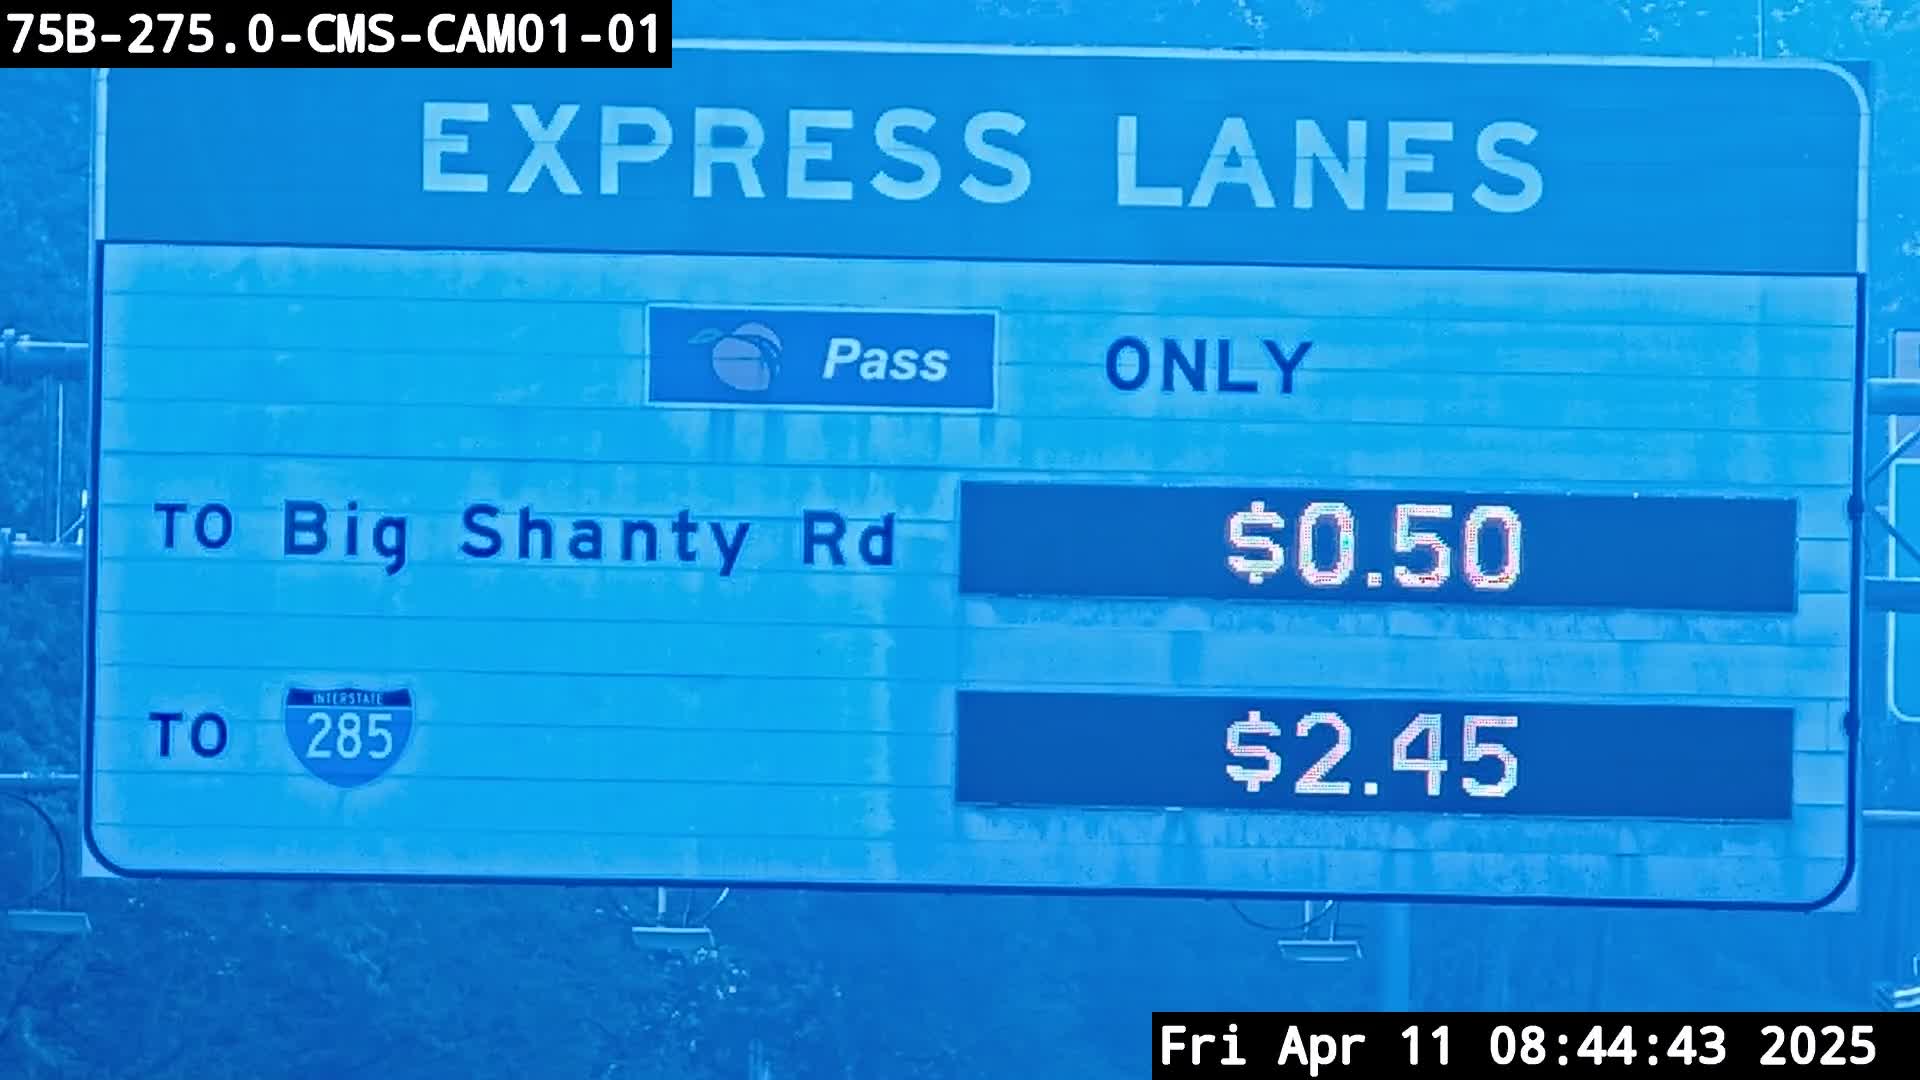 75B-275.0-CMS-CAM01-01
EXPRESS LANES
Pass ONLY
TO Big Shanty Rd $0.50
INTERSTATE
TO 285 $2.45
Fri Apr 11 08:44:43 2025